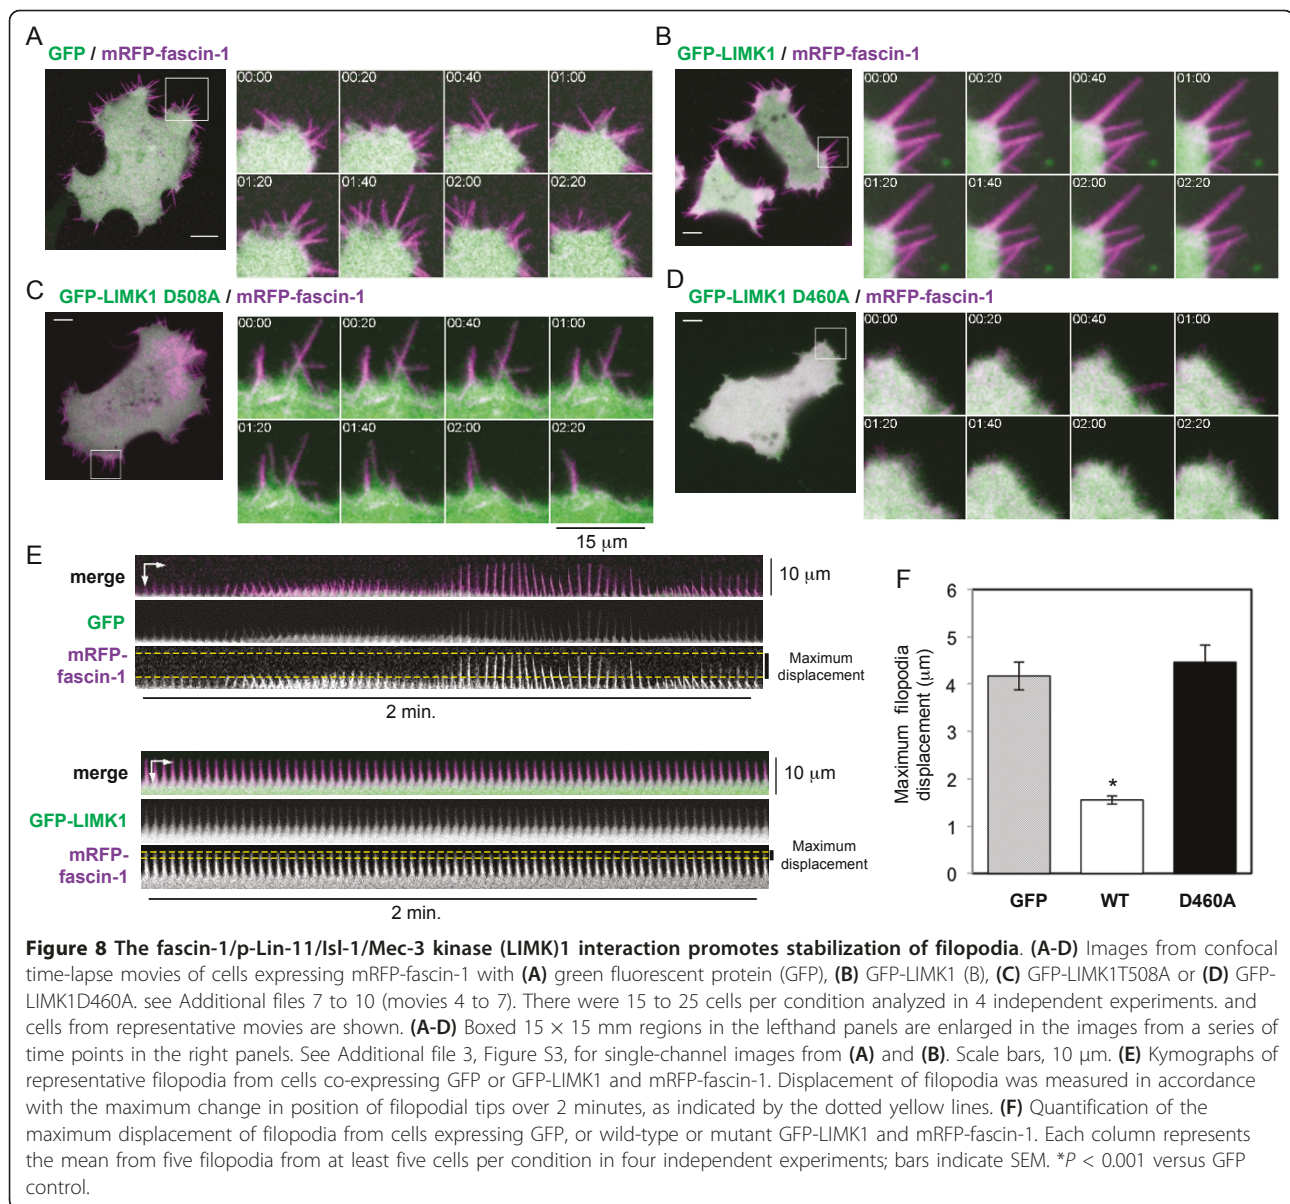 A
GFP / mRFP-fascin-1
00:00 00:20 00:40 01:00
01:20 01:40 02:00 02:20
B
GFP-LIMK1 / mRFP-fascin-1
00:00 00:20 00:40 01:00
01:20 01:40 02:00 02:20
C
GFP-LIMK1 D508A / mRFP-fascin-1
00:00 00:20 00:40 01:00
01:20 01:40 02:00 02:20
15 μm
D
GFP-LIMK1 D460A / mRFP-fascin-1
00:00 00:20 00:40 01:00
01:20 01:40 02:00 02:20
E
merge
10 μm
GFP
mRFP-
fascin-1
Maximum
displacement
2 min.
merge
10 μm
GFP-LIMK1
mRFP-
fascin-1
Maximum
displacement
2 min.
F
Maximum filopodia
displacement (μm)
6
5
4
3
2
1
0
*
GFP WT D460A
Figure 8 The fascin-1/p-Lin-11/Isl-1/Mec-3 kinase (LIMK)1 interaction promotes stabilization of filopodia. (A-D) Images from confocal
time-lapse movies of cells expressing mRFP-fascin-1 with (A) green fluorescent protein (GFP), (B) GFP-LIMK1 (B), (C) GFP-LIMK1T508A or (D) GFP-
LIMK1D460A. see Additional files 7 to 10 (movies 4 to 7). There were 15 to 25 cells per condition analyzed in 4 independent experiments. and
cells from representative movies are shown. (A-D) Boxed 15 × 15 mm regions in the lefthand panels are enlarged in the images from a series of
time points in the right panels. See Additional file 3, Figure S3, for single-channel images from (A) and (B). Scale bars, 10 μm. (E) Kymographs of
representative filopodia from cells co-expressing GFP or GFP-LIMK1 and mRFP-fascin-1. Displacement of filopodia was measured in accordance
with the maximum change in position of filopodial tips over 2 minutes, as indicated by the dotted yellow lines. (F) Quantification of the
maximum displacement of filopodia from cells expressing GFP, or wild-type or mutant GFP-LIMK1 and mRFP-fascin-1. Each column represents
the mean from five filopodia from at least five cells per condition in four independent experiments; bars indicate SEM. *P < 0.001 versus GFP
control.